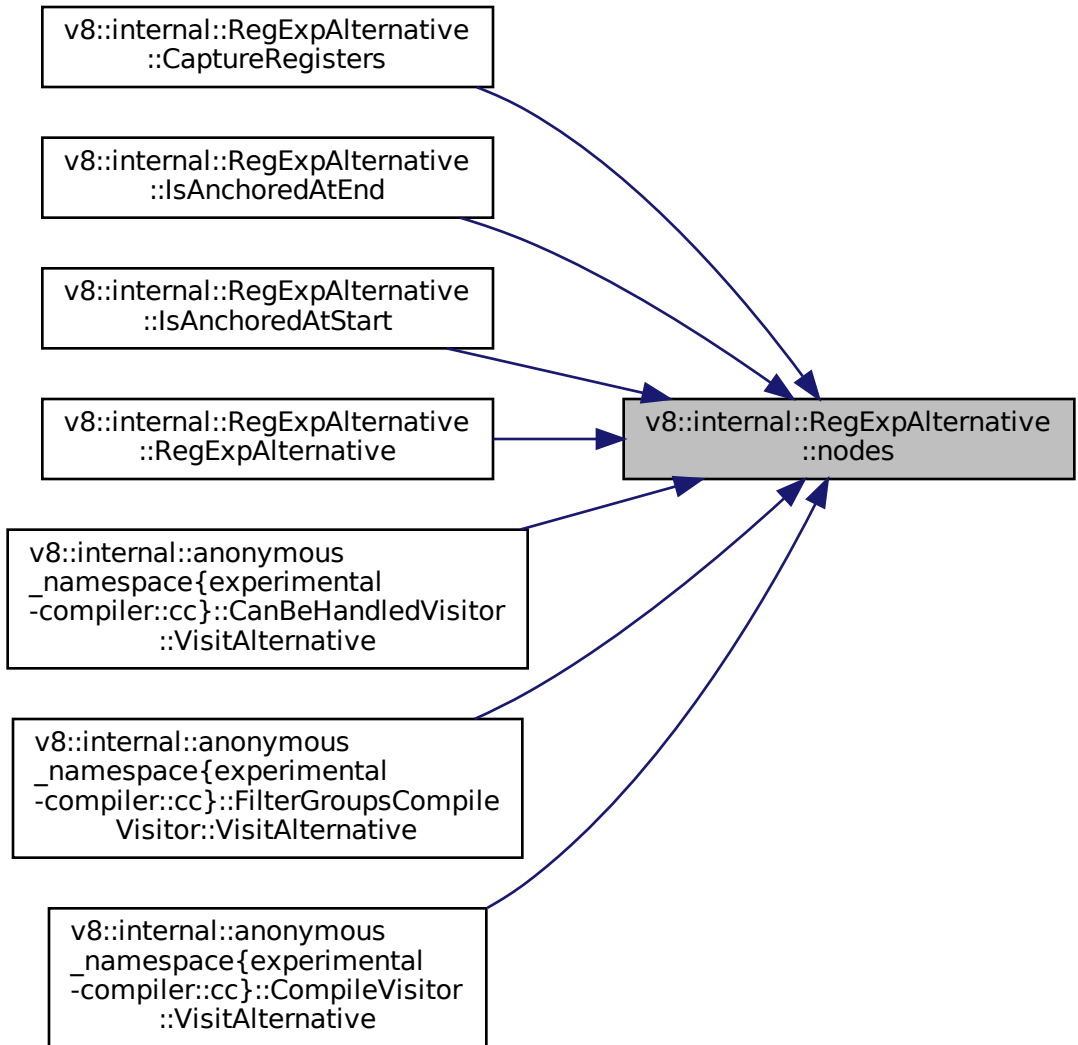 v8::internal::RegExpAlternative
::CaptureRegisters
v8::internal::RegExpAlternative
::IsAnchoredAtEnd
v8::internal::RegExpAlternative
::IsAnchoredAtStart
v8::internal::RegExpAlternative
::RegExpAlternative
v8::internal::RegExpAlternative
::nodes
v8::internal::anonymous
_namespace{experimental
-compiler::cc}::CanBeHandledVisitor
::VisitAlternative
v8::internal::anonymous
_namespace{experimental
-compiler::cc}::FilterGroupsCompile
Visitor::VisitAlternative
v8::internal::anonymous
_namespace{experimental
-compiler::cc}::CompileVisitor
::VisitAlternative